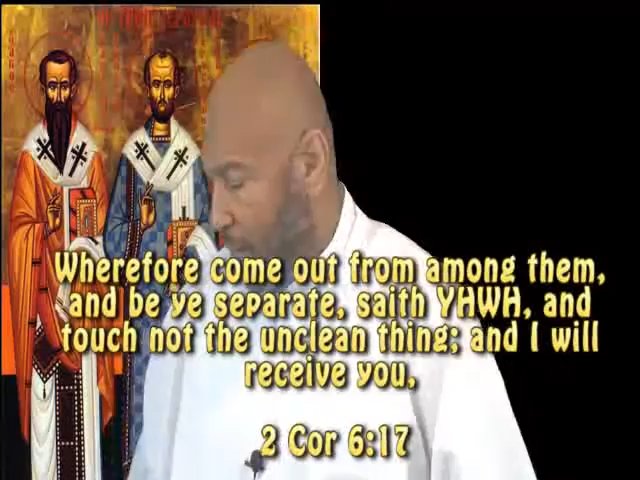 Wherefore come out from among them,
and be ye separate, saith YHWH, and
touch not the unclean thing; and I will
receive you,
2 Cor 6:17